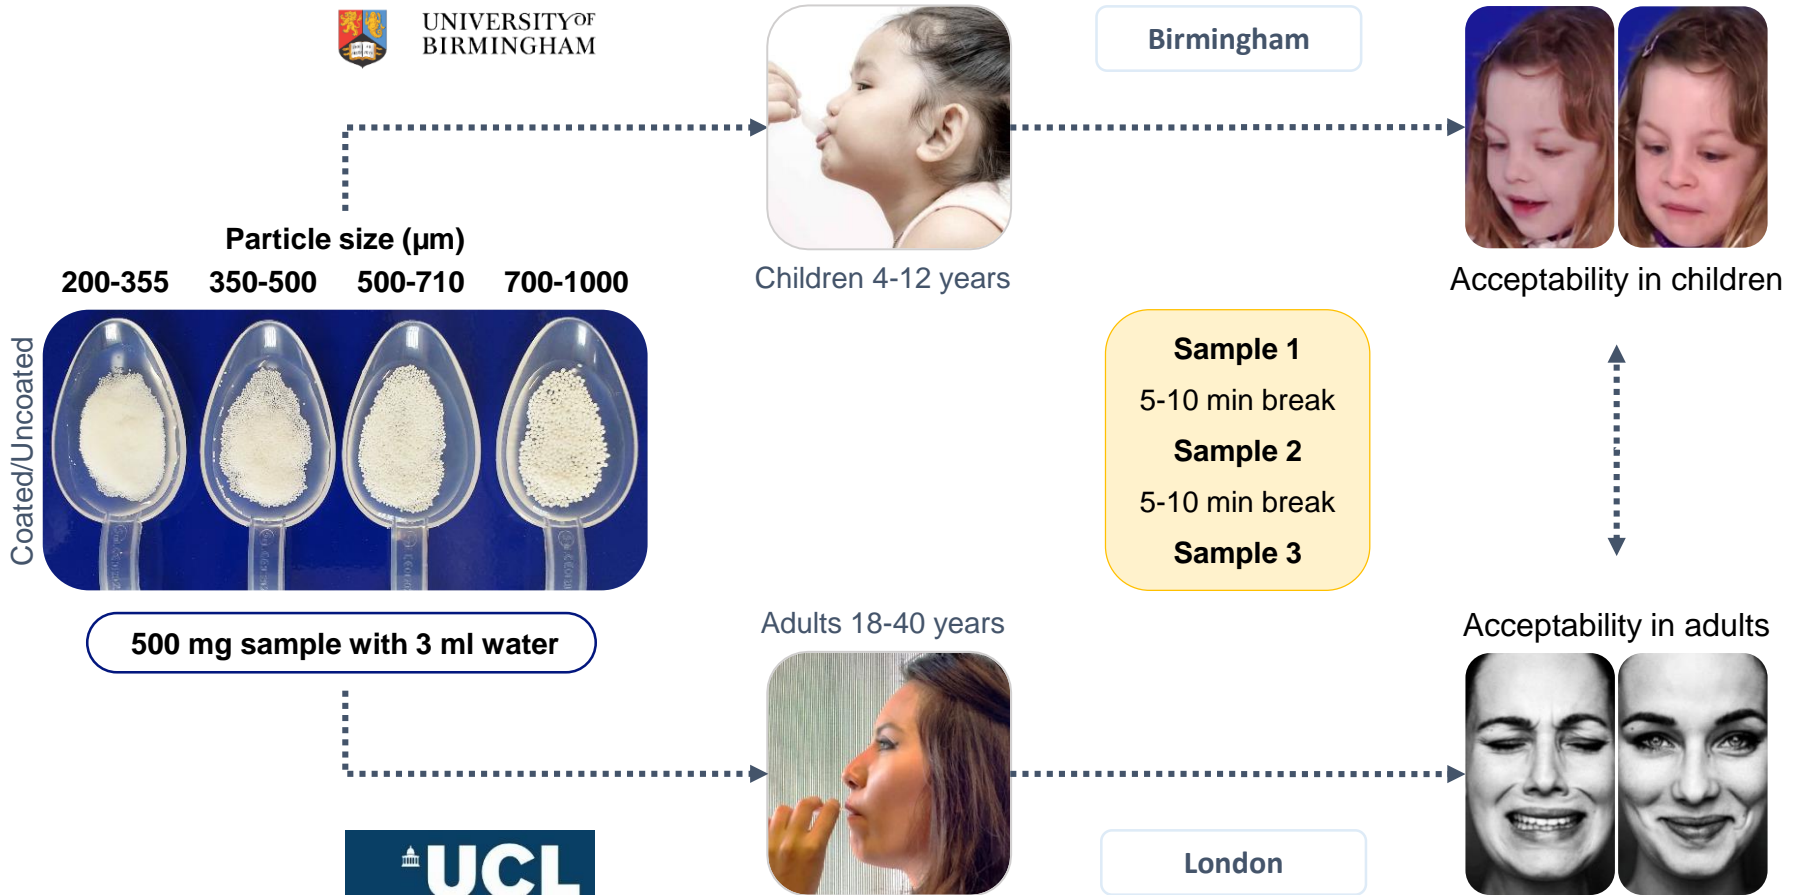 UNIVERSITY OF
BIRMINGHAM
Birmingham
Particle size (µm)
200-355 350-500 500-710 700-1000
Coated/Uncoated
Children 4-12 years
Acceptability in children
Sample 1
5-10 min break
Sample 2
5-10 min break
Sample 3
500 mg sample with 3 ml water
Adults 18-40 years
Acceptability in adults
UCL
London